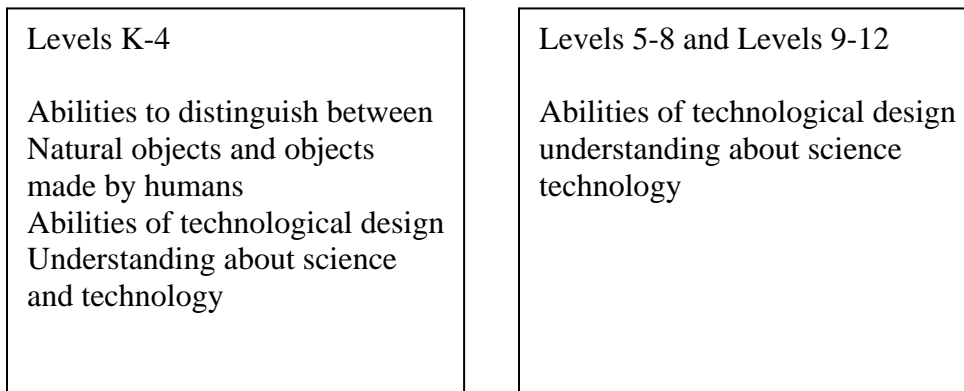 Levels K-4
Abilities to distinguish between
Natural objects and objects
made by humans
Abilities of technological design
Understanding about science
and technology
Levels 5-8 and Levels 9-12
Abilities of technological design
understanding about science
technology